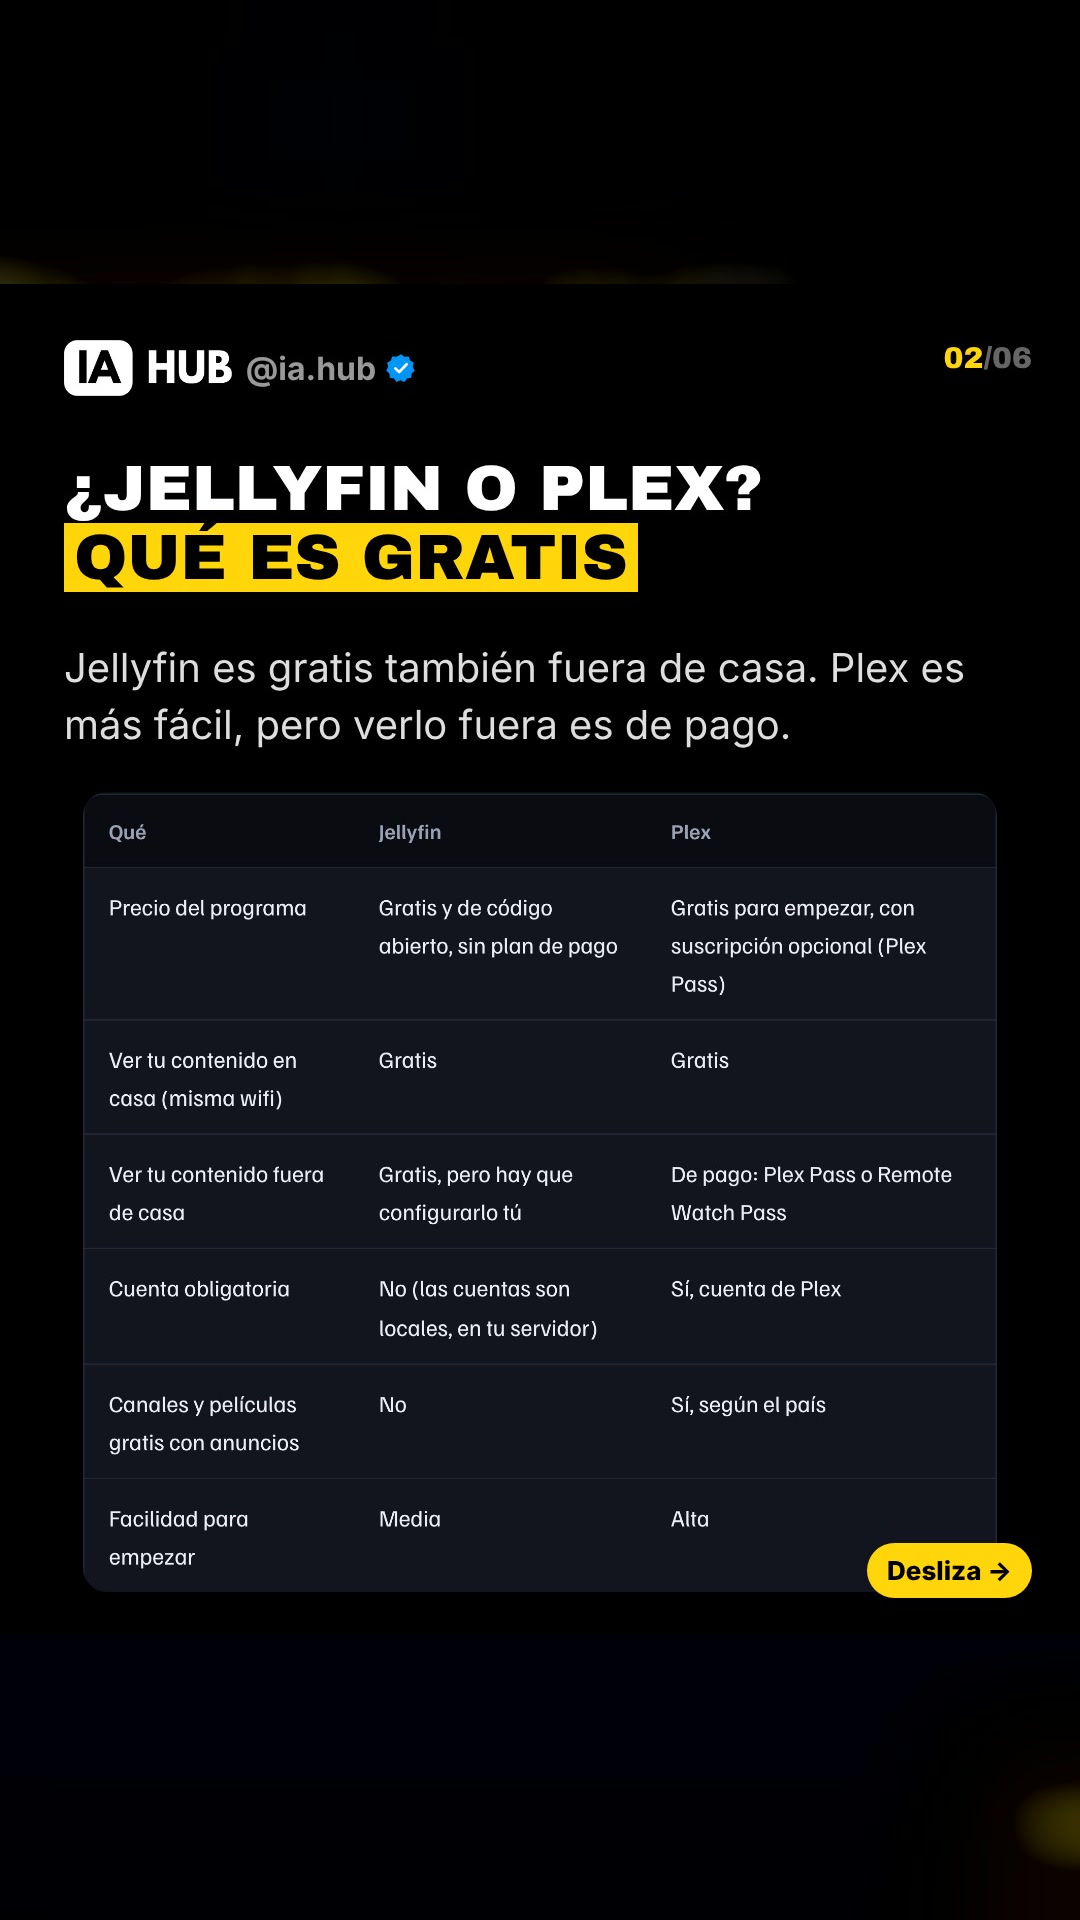 IA HUB @ia.hub
02/06
¿JELLYFIN O PLEX?
QUÉ ES GRATIS
Jellyfin es gratis también fuera de casa. Plex es
más fácil, pero verlo fuera es de pago.
Qué Jellyfin Plex
Precio del programa
Gratis y de código
abierto, sin plan de pago
Gratis para empezar, con
suscripción opcional (Plex
Pass)
Ver tu contenido en
casa (misma wifi)
Gratis
Gratis
Ver tu contenido fuera
de casa
Gratis, pero hay que
configurarlo tú
De pago: Plex Pass o Remote
Watch Pass
Cuenta obligatoria
No (las cuentas son
locales, en tu servidor)
Sí, cuenta de Plex
Canales y películas
gratis con anuncios
No
Sí, según el país
Facilidad para
empezar
Media
Alta
Desliza →